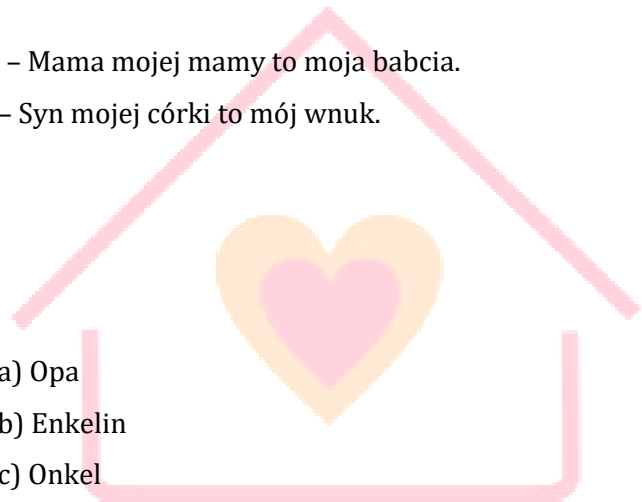 – Mama mojej mamy to moja babcia.
– Syn mojej córki to mój wnuk.
a) Opa
b) Enkelin
c) Onkel